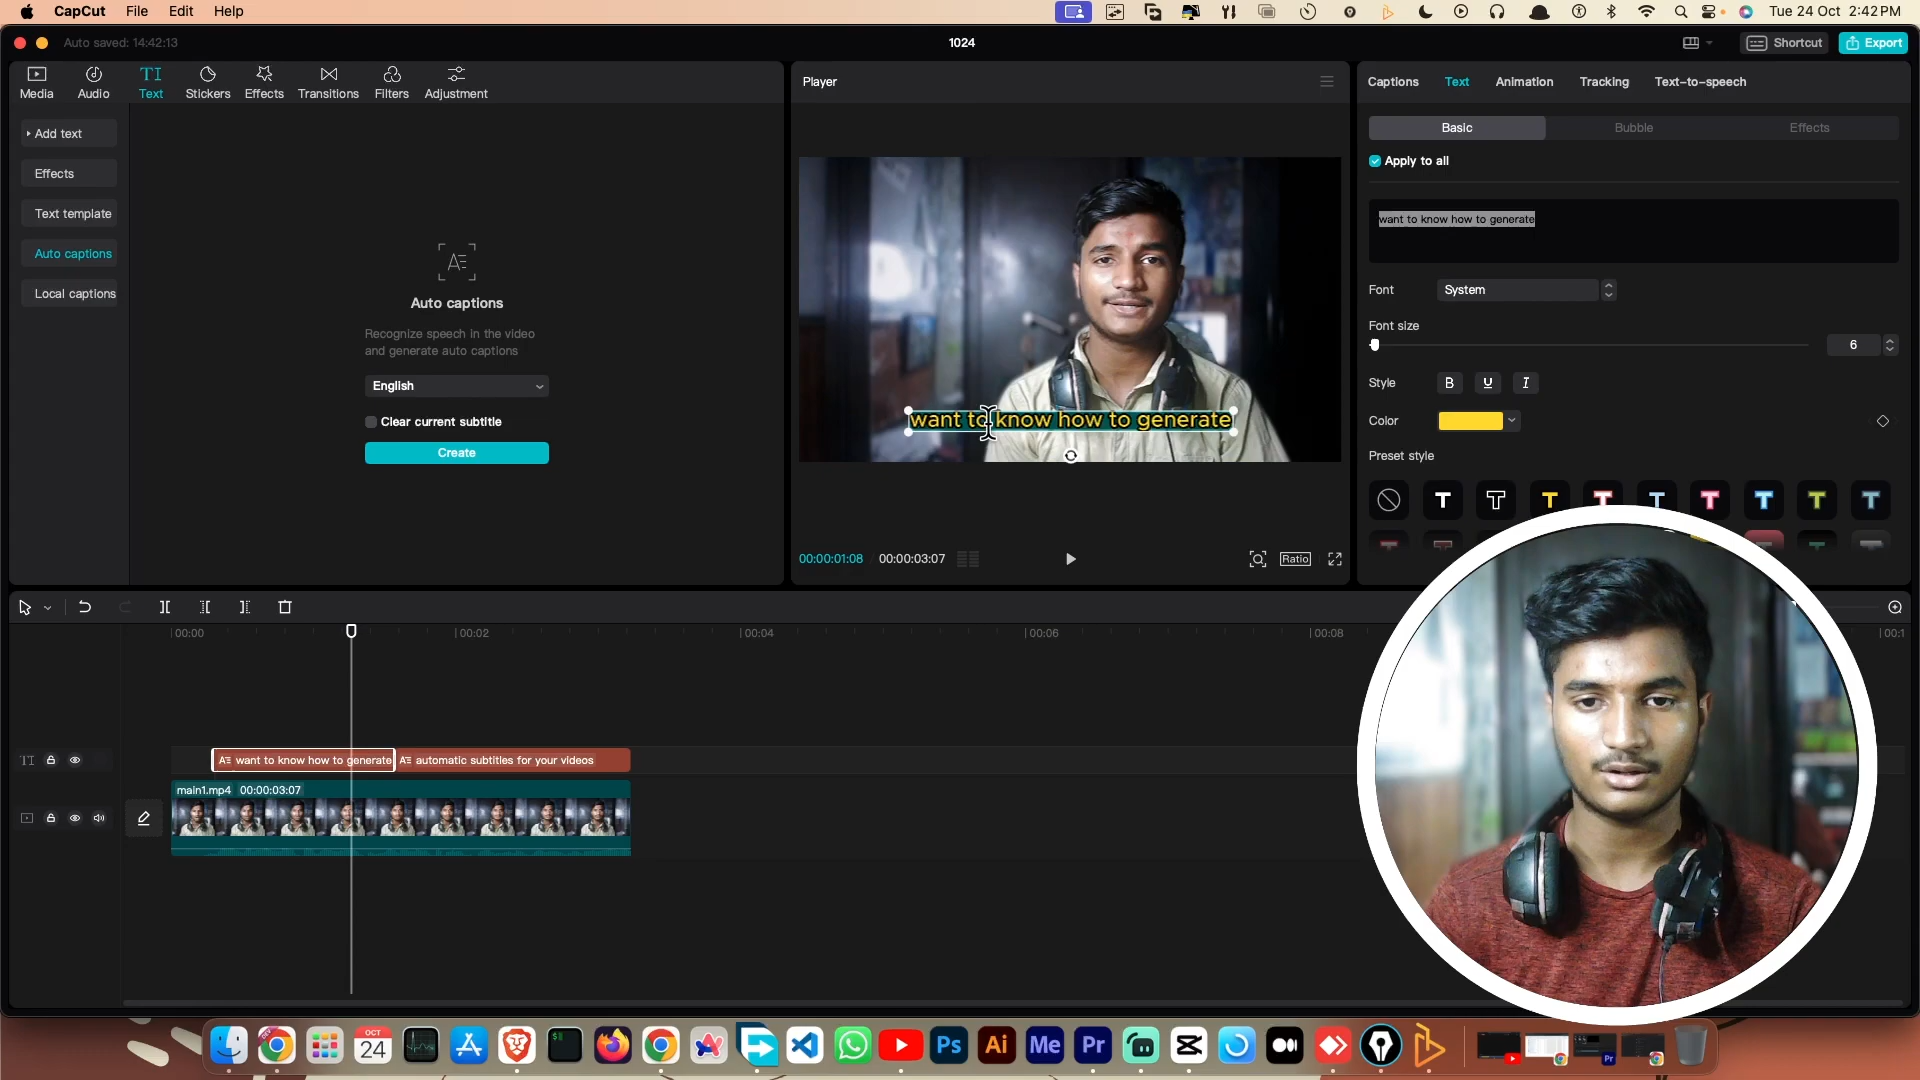 CapCut File Edit Help
Tue 24 Oct 2:42 PM
Auto saved: 14:42:13
1024
Shortcut
Export
Media
Audio
TI
Text
Stickers
Effects
Transitions
Filters
Adjustment
Add text
Effects
Text template
Auto captions
Local captions
Auto captions
Recognize speech in the video
and generate auto captions
English
Clear current subtitle
Create
Player
want to know how to generate
00:00:01:08 00:00:03:07
Ratio
Captions Text Animation Tracking Text-to-speech
Basic Bubble Effects
Apply to all
want to know how to generate
Font System
Font size
6
Style B U I
Color
Preset style
T T T T T T T T T
00:00 00:02 00:04 00:06 00:08 00:1
TI
want to know how to generate
automatic subtitles for your videos
main1.mp4 00:00:03:07
OCT
24
Ps Ai Me Pr